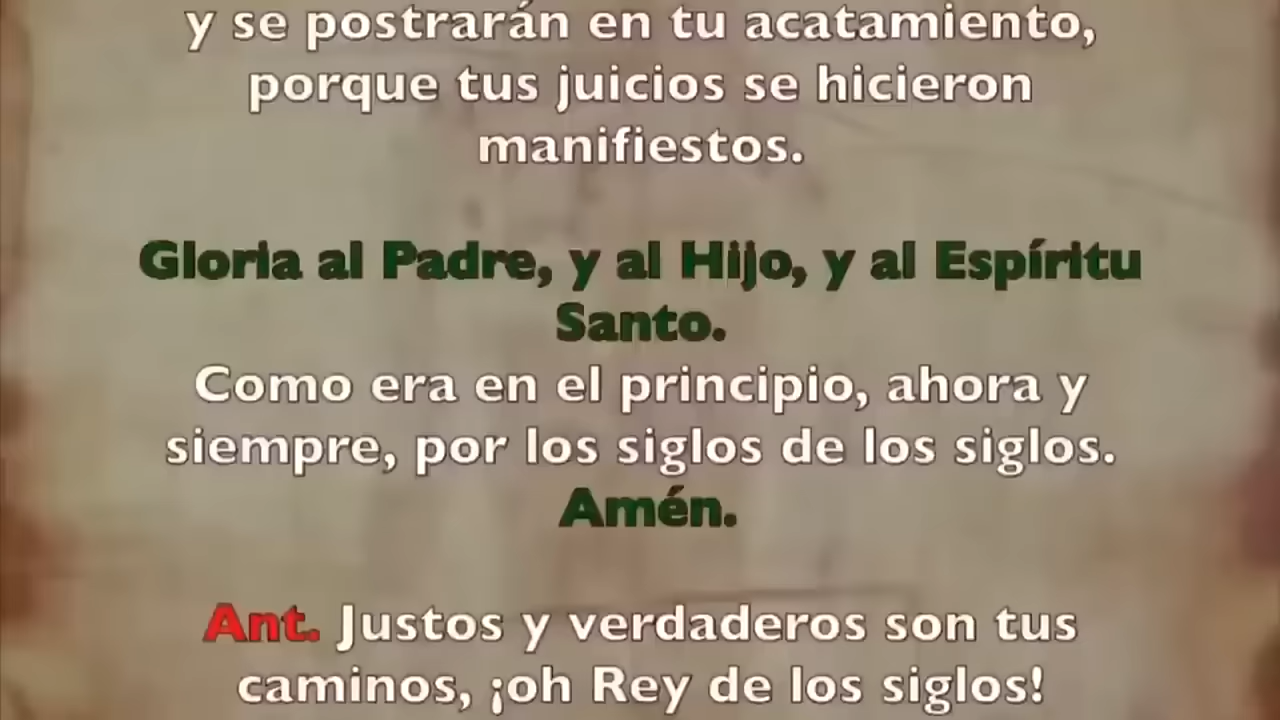 y se postrarán en tu acatamiento,
porque tus juicios se hicieron
manifiestos.
Gloria al Padre, y al Hijo, y al Espíritu
Santo.
Como era en el principio, ahora y
siempre, por los siglos de los siglos.
Amén.
Ant. Justos y verdaderos son tus
caminos, ¡oh Rey de los siglos!